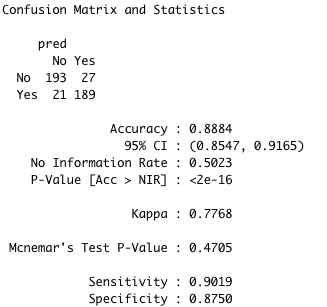 Confusion Matrix and Statistics
pred
No Yes
No 193 27
Yes 21 189
Accuracy : 0.8884
95% CI : (0.8547, 0.9165)
No Information Rate : 0.5023
P-Value [Acc > NIR] : <2e-16
Kappa : 0.7768
Mcnemar's Test P-Value : 0.4705
Sensitivity : 0.9019
Specificity : 0.8750